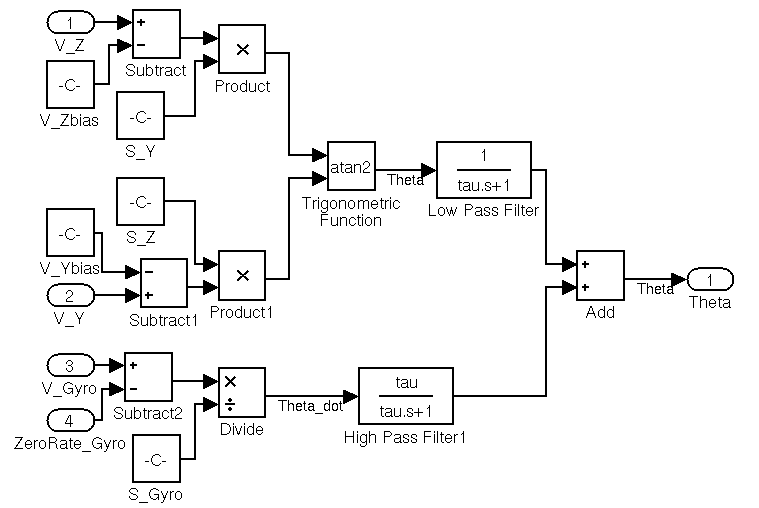 1
V_Z
+
−
Subtract
-C-
V_Zbias
-C-
S_Y
×
Product
-C-
S_Z
-C-
V_Ybias
2
V_Y
−
+
Subtract1
×
Product1
atan2
Trigonometric
Function
Theta
1
tau.s+1
Low Pass Filter
+
+
Add
Theta
1
Theta
3
V_Gyro
4
ZeroRate_Gyro
+
−
Subtract2
-C-
S_Gyro
×
÷
Divide
Theta_dot
tau
tau.s+1
High Pass Filter1